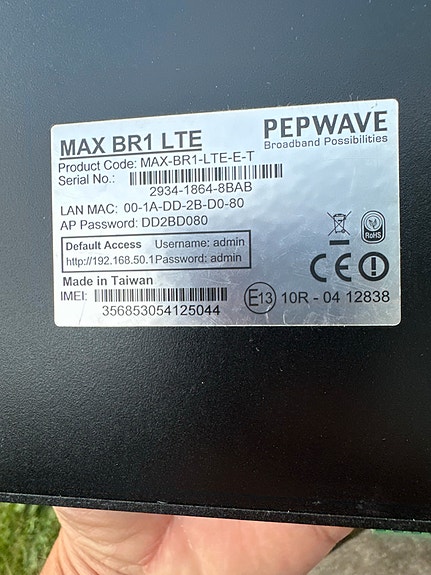 MAX BR1 LTE
PEPWAVE
Broadband Possibilities
Product Code: MAX-BR1-LTE-E-T
Serial No.:
2934-1864-8BAB
LAN MAC: 00-1A-DD-2B-D0-80
AP Password: DD2BD080
Default Access Username: admin
http://192.168.50.1 Password: admin
RoHS
CE
Made in Taiwan
IMEI:
356853054125044
E13 10R - 04 12838